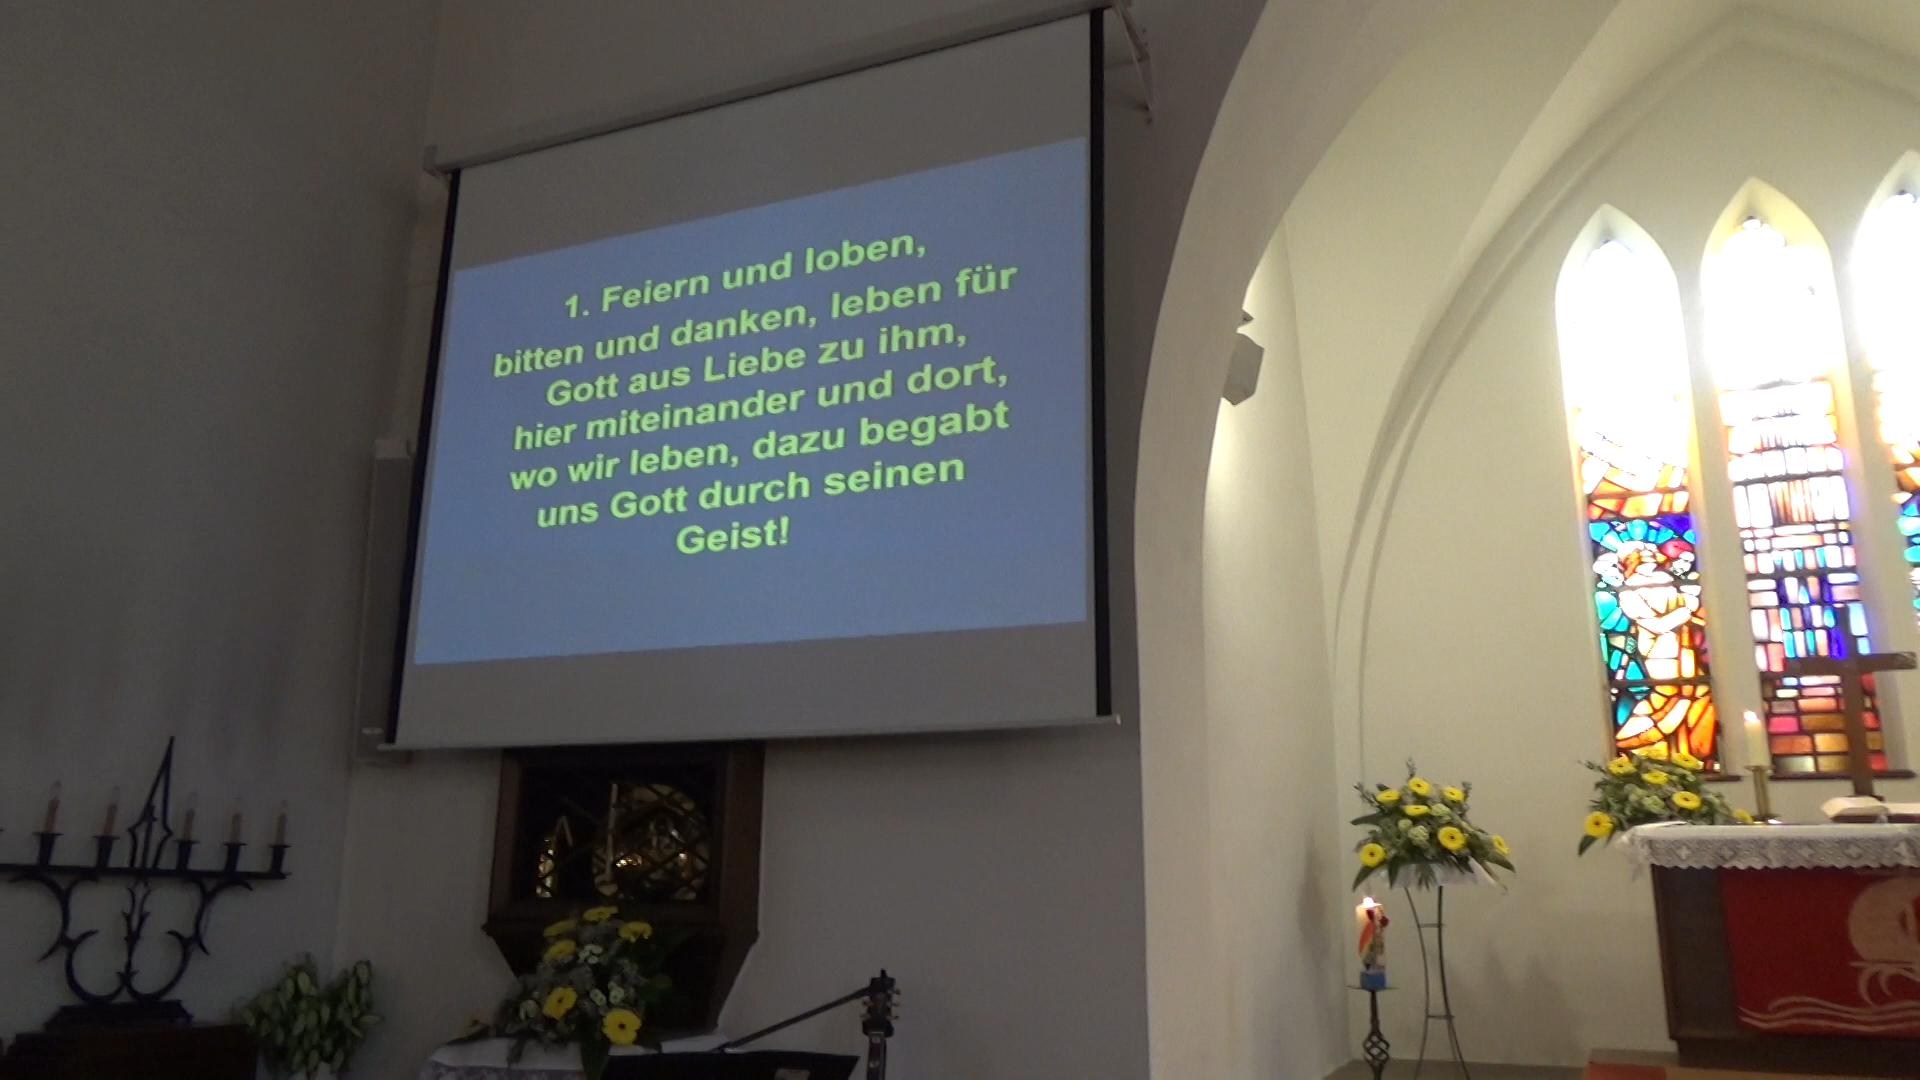 1. Feiern und loben,
bitten und danken, leben für
Gott aus Liebe zu ihm,
hier miteinander und dort,
wo wir leben, dazu begabt
uns Gott durch seinen
Geist!